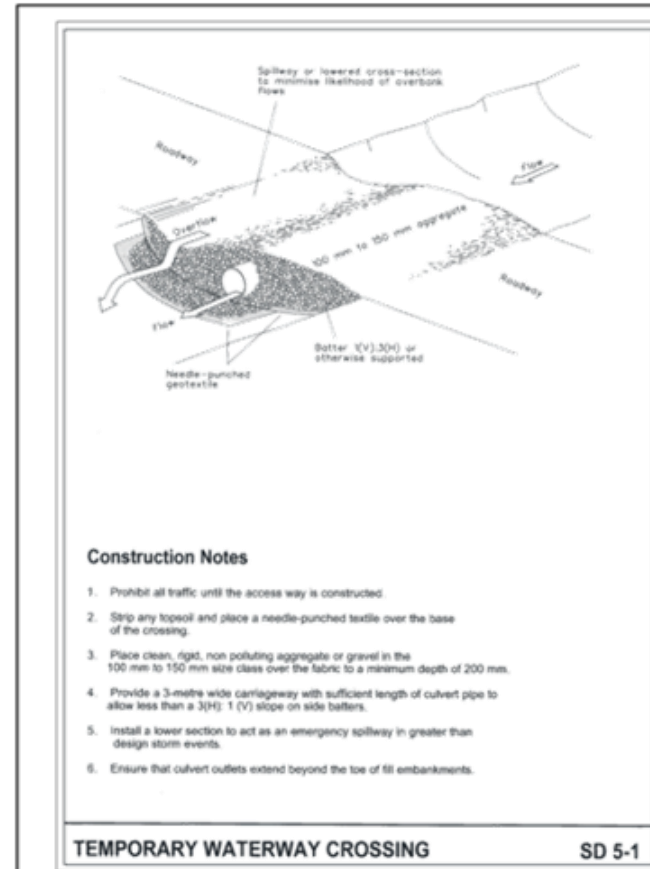 Spillway or lowered cross-section
to minimise likelihood of overbank
flows
Roadway
Flow
Overflow
100 mm to 150 mm aggregate
Roadway
Flow
Batter 1(V):3(H) or
otherwise supported
Needle-punched
geotextile
Construction Notes
1. Prohibit all traffic until the access way is constructed.
2. Strip any topsoil and place a needle-punched textile over the base
of the crossing.
3. Place clean, rigid, non polluting aggregate or gravel in the
100 mm to 150 mm size class over the fabric to a minimum depth of 200 mm.
4. Provide a 3-metre wide carriageway with sufficient length of culvert pipe to
allow less than a 3(H): 1 (V) slope on side batters.
5. Install a lower section to act as an emergency spillway in greater than
design storm events.
6. Ensure that culvert outlets extend beyond the toe of fill embankments.
TEMPORARY WATERWAY CROSSING SD 5-1